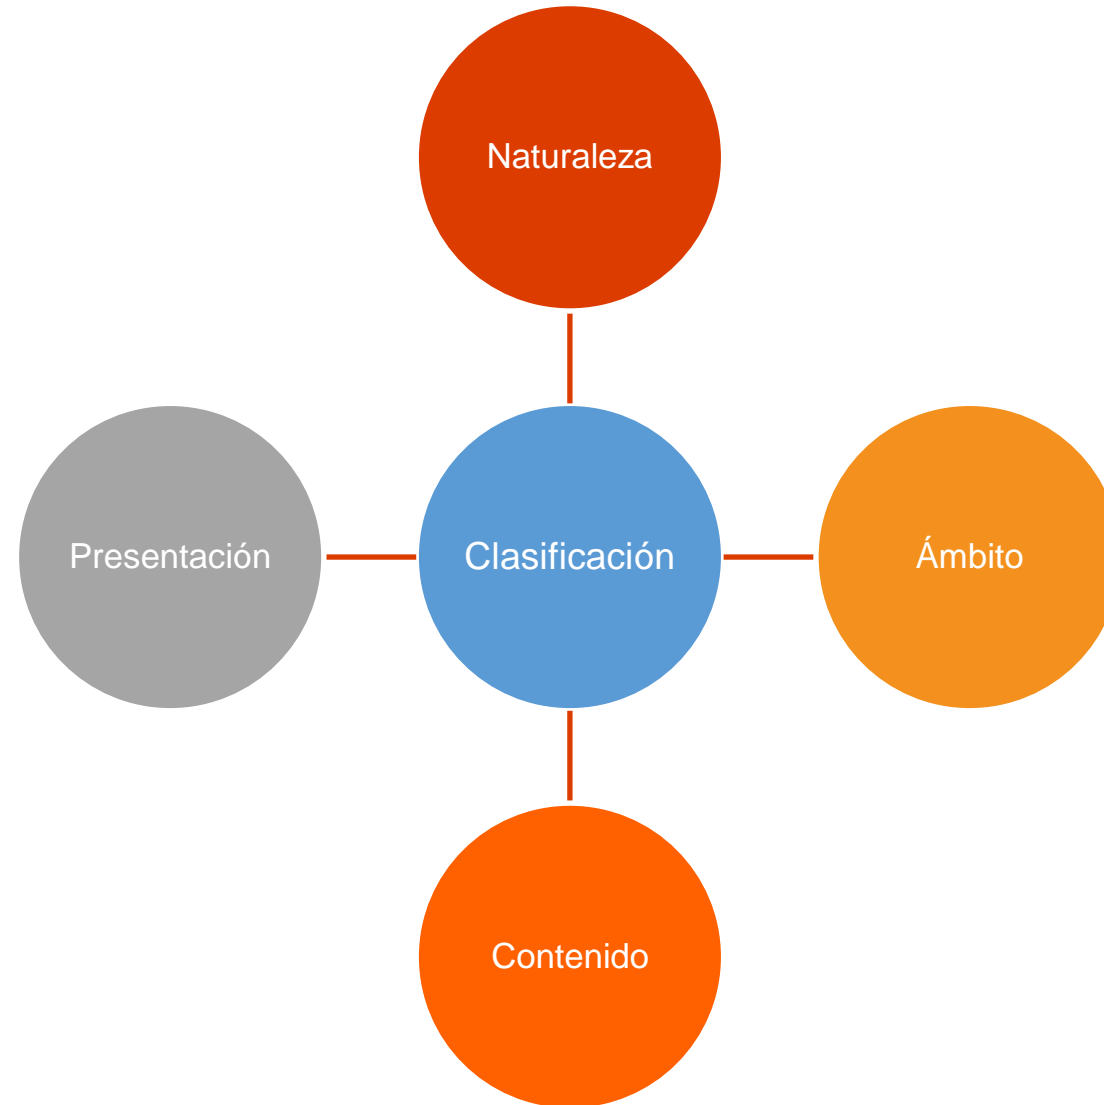 Naturaleza
Presentación
Clasificación
Ámbito
Contenido